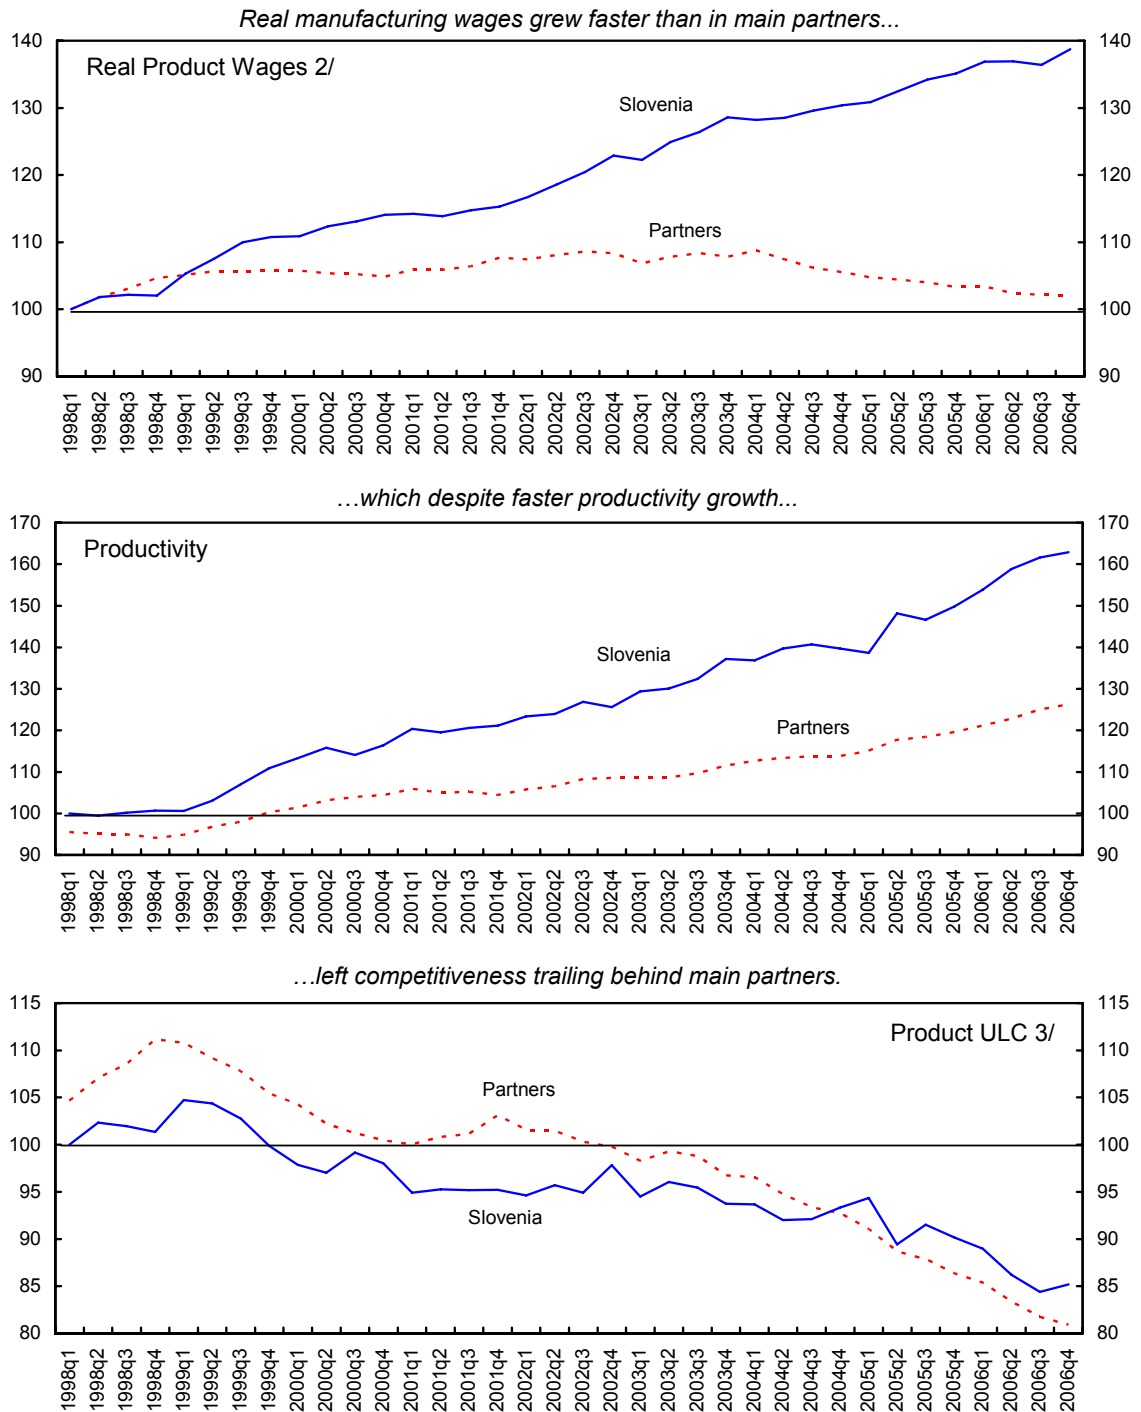 Real manufacturing wages grew faster than in main partners...
140 140
Real Product Wages 2/
130 130
Slovenia
120 120
Partners
110 110
100 100
90 90
1998q1 1998q2 1998q3 1998q4 1999q1 1999q2 1999q3 1999q4 2000q1 2000q2 2000q3 2000q4 2001q1 2001q2 2001q3 2001q4 2002q1 2002q2 2002q3 2002q4 2003q1 2003q2 2003q3 2003q4 2004q1 2004q2 2004q3 2004q4 2005q1 2005q2 2005q3 2005q4 2006q1 2006q2 2006q3 2006q4
…which despite faster productivity growth...
170 170
Productivity
160 160
150 150
140 140
Slovenia
130 130
120 120
Partners
110 110
100 100
90 90
1998q1 1998q2 1998q3 1998q4 1999q1 1999q2 1999q3 1999q4 2000q1 2000q2 2000q3 2000q4 2001q1 2001q2 2001q3 2001q4 2002q1 2002q2 2002q3 2002q4 2003q1 2003q2 2003q3 2003q4 2004q1 2004q2 2004q3 2004q4 2005q1 2005q2 2005q3 2005q4 2006q1 2006q2 2006q3 2006q4
…left competitiveness trailing behind main partners.
115 115
Product ULC 3/
110 110
105 105
Partners
100 100
95 95
Slovenia
90 90
85 85
80 80
1998q1 1998q2 1998q3 1998q4 1999q1 1999q2 1999q3 1999q4 2000q1 2000q2 2000q3 2000q4 2001q1 2001q2 2001q3 2001q4 2002q1 2002q2 2002q3 2002q4 2003q1 2003q2 2003q3 2003q4 2004q1 2004q2 2004q3 2004q4 2005q1 2005q2 2005q3 2005q4 2006q1 2006q2 2006q3 2006q4